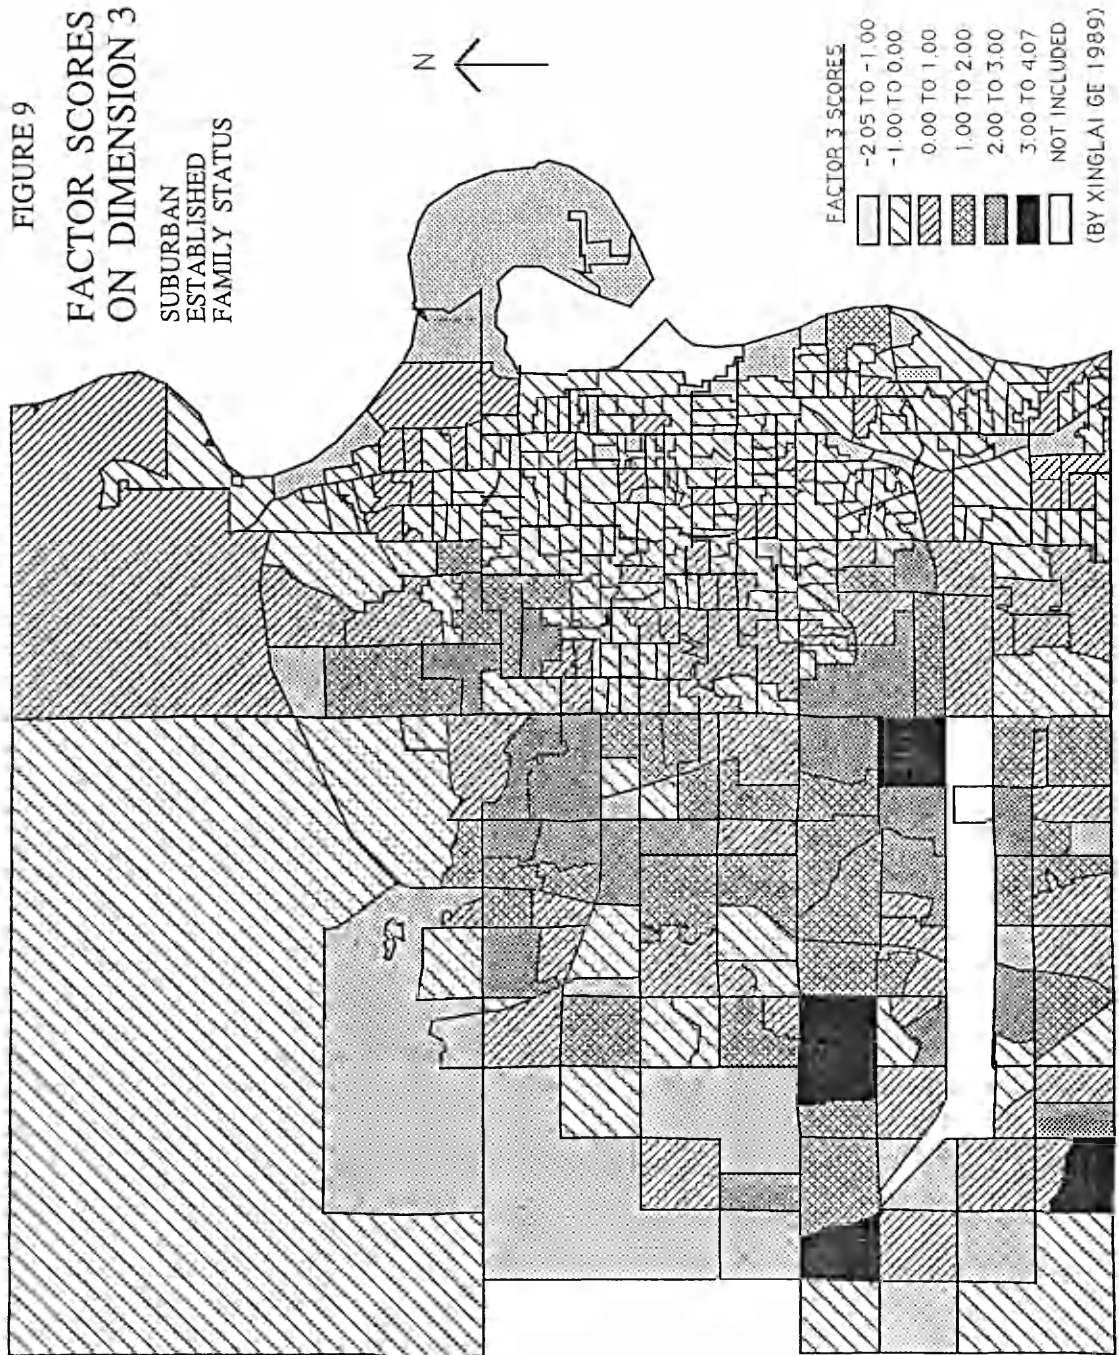 FIGURE 9
FACTOR SCORES
ON DIMENSION 3
SUBURBAN
ESTABLISHED
FAMILY STATUS
N
FACTOR 3 SCORES
-2.05 TO -1.00
-1.00 TO 0.00
0.00 TO 1.00
1.00 TO 2.00
2.00 TO 3.00
3.00 TO 4.07
NOT INCLUDED
(BY XINGLAI GE 1989)